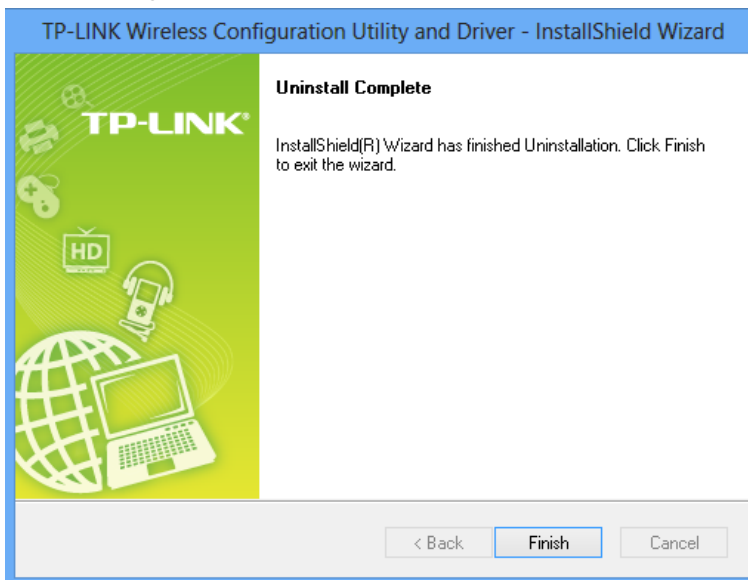 TP-LINK Wireless Configuration Utility and Driver - InstallShield Wizard
TP-LINK®
HD
Uninstall Complete
InstallShield(R) Wizard has finished Uninstallation. Click Finish
to exit the wizard.
< Back
Finish
Cancel